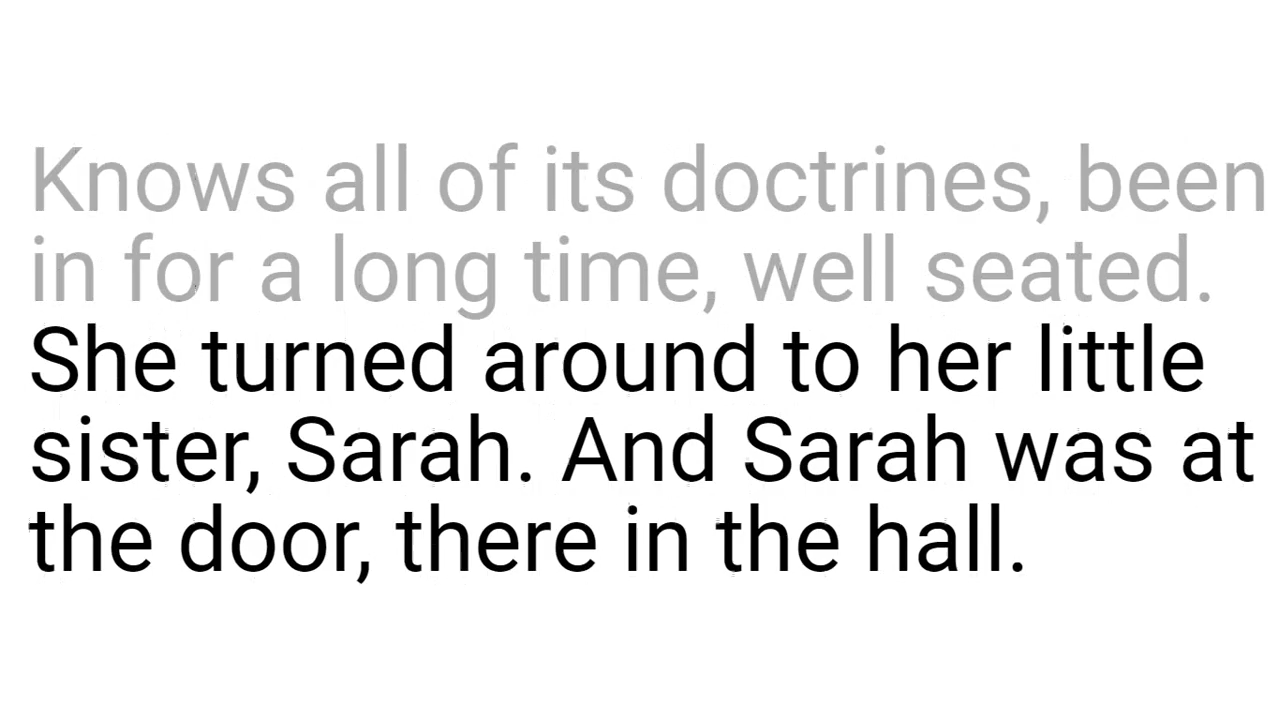 Knows all of its doctrines, been
in for a long time, well seated.
She turned around to her little
sister, Sarah. And Sarah was at
the door, there in the hall.